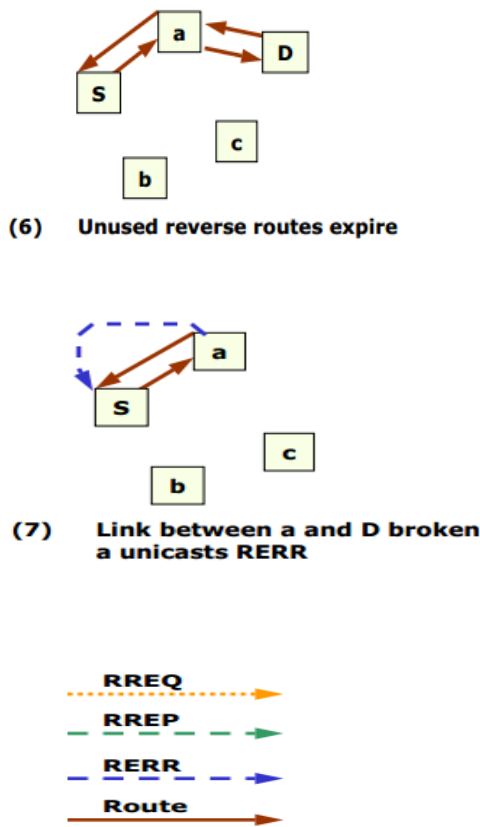 a
D
S
c
b
(6) Unused reverse routes expire
a
S
c
b
(7) Link between a and D broken
a unicasts RERR
RREQ
RREP
RERR
Route